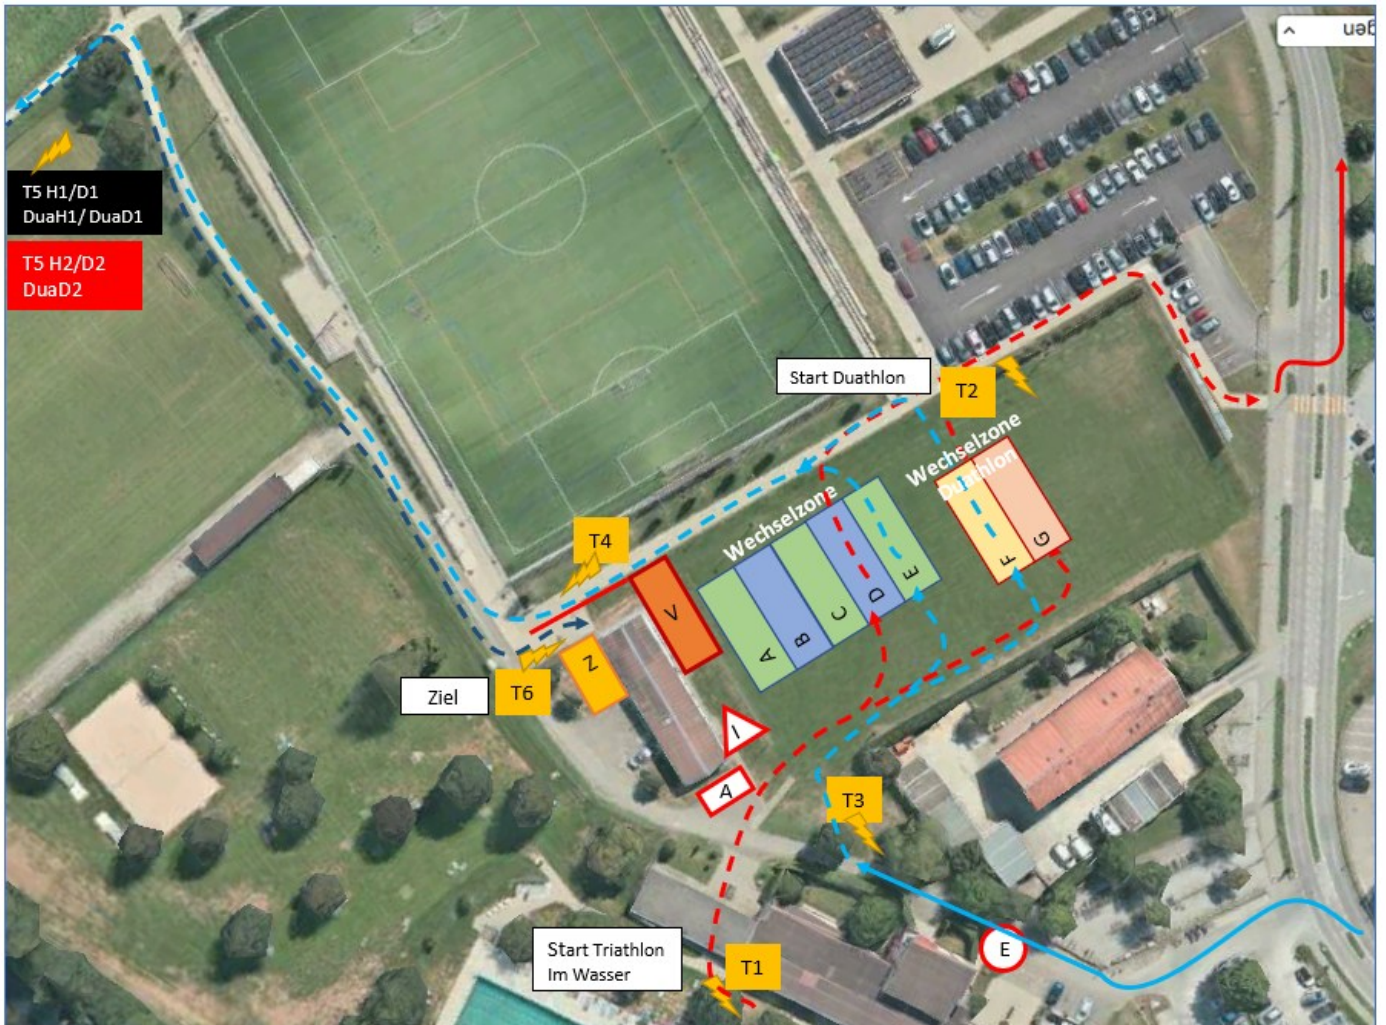 gen
T5 H1/D1
DuaH1/ DuaD1
T5 H2/D2
DuaD2
Start Duathlon
T2
Wechselzone
Duathlon
Wechselzone
T4
V
A
B
C
D
E
F
G
Z
Ziel
T6
I
A
T3
E
Start Triathlon
Im Wasser
T1